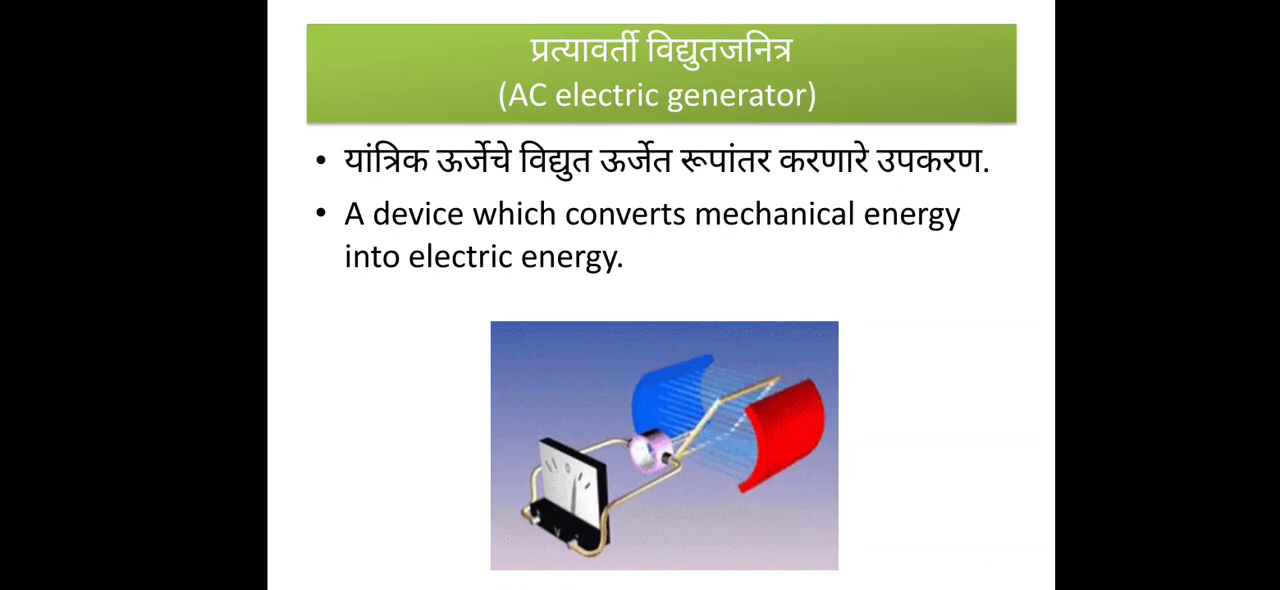 प्रत्यावर्ती विद्युतजनित्र
(AC electric generator)
• यांत्रिक ऊर्जेचे विद्युत ऊर्जेत रूपांतर करणारे उपकरण.
• A device which converts mechanical energy
into electric energy.